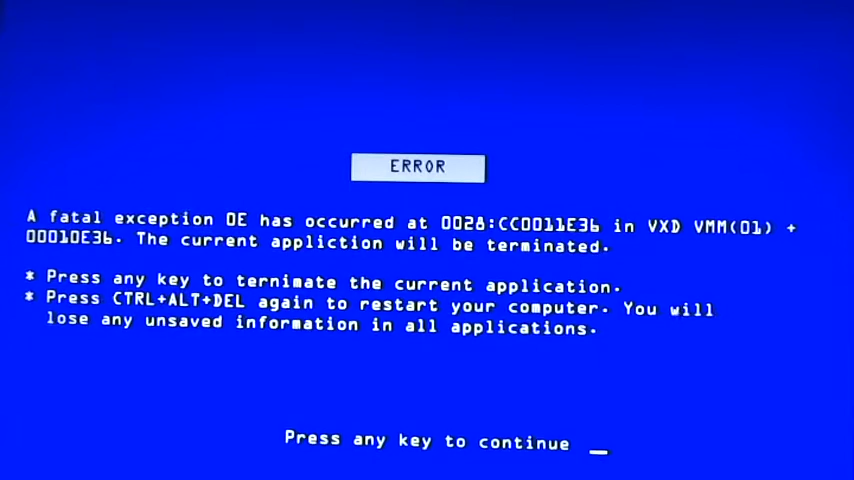 ERROR
A fatal exception 0E has occurred at 0028:CC0011E36 in VXD VMM(01) +
00010E36. The current appliction will be terminated.
* Press any key to ternimate the current application.
* Press CTRL+ALT+DEL again to restart your computer. You will
lose any unsaved information in all applications.
Press any key to continue _